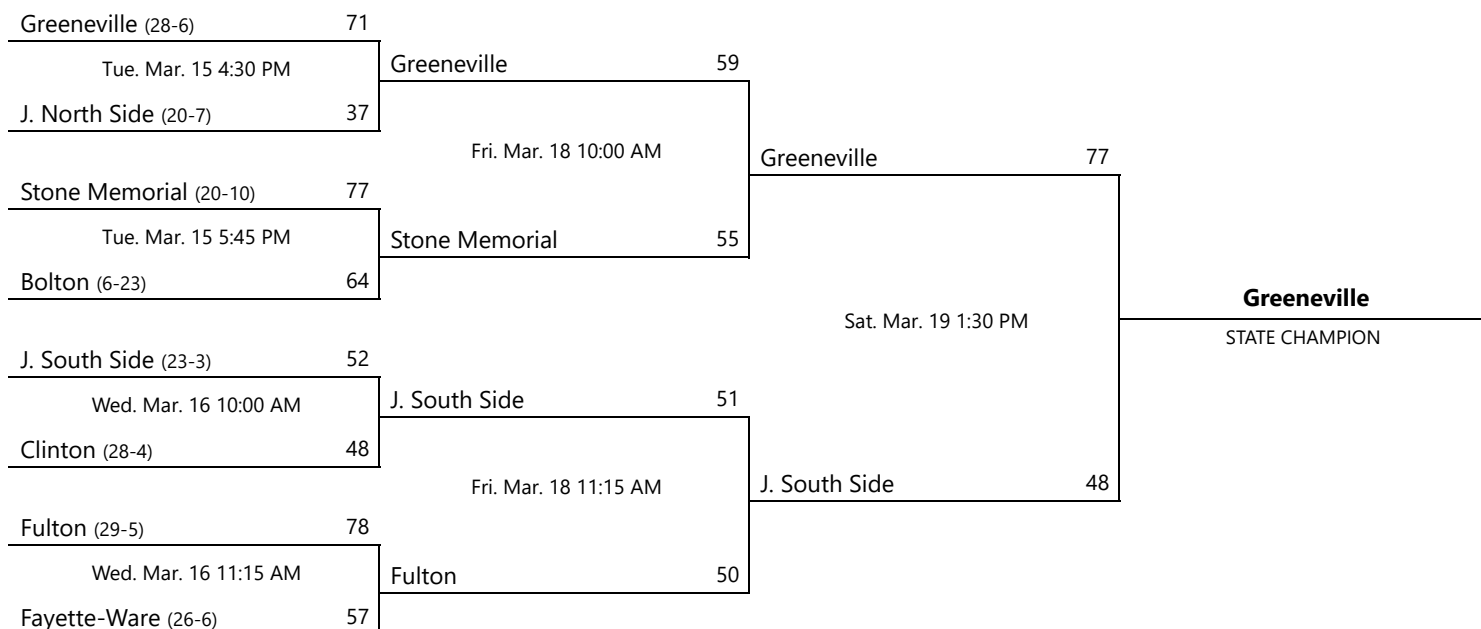 Greeneville (28-6) 71
Tue. Mar. 15 4:30 PM
J. North Side (20-7) 37
Stone Memorial (20-10) 77
Tue. Mar. 15 5:45 PM
Bolton (6-23) 64
J. South Side (23-3) 52
Wed. Mar. 16 10:00 AM
Clinton (28-4) 48
Fulton (29-5) 78
Wed. Mar. 16 11:15 AM
Fayette-Ware (26-6) 57
Greeneville 59
Fri. Mar. 18 10:00 AM
Stone Memorial 55
J. South Side 51
Fri. Mar. 18 11:15 AM
Fulton 50
Greeneville 77
Sat. Mar. 19 1:30 PM
J. South Side 48
Greeneville
STATE CHAMPION